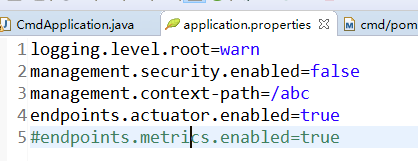 CmdApplication.java
application.properties
cmd/pom
1 logging.level.root=warn
2 management.security.enabled=false
3 management.context-path=/abc
4 endpoints.actuator.enabled=true
5 #endpoints.metrics.enabled=true